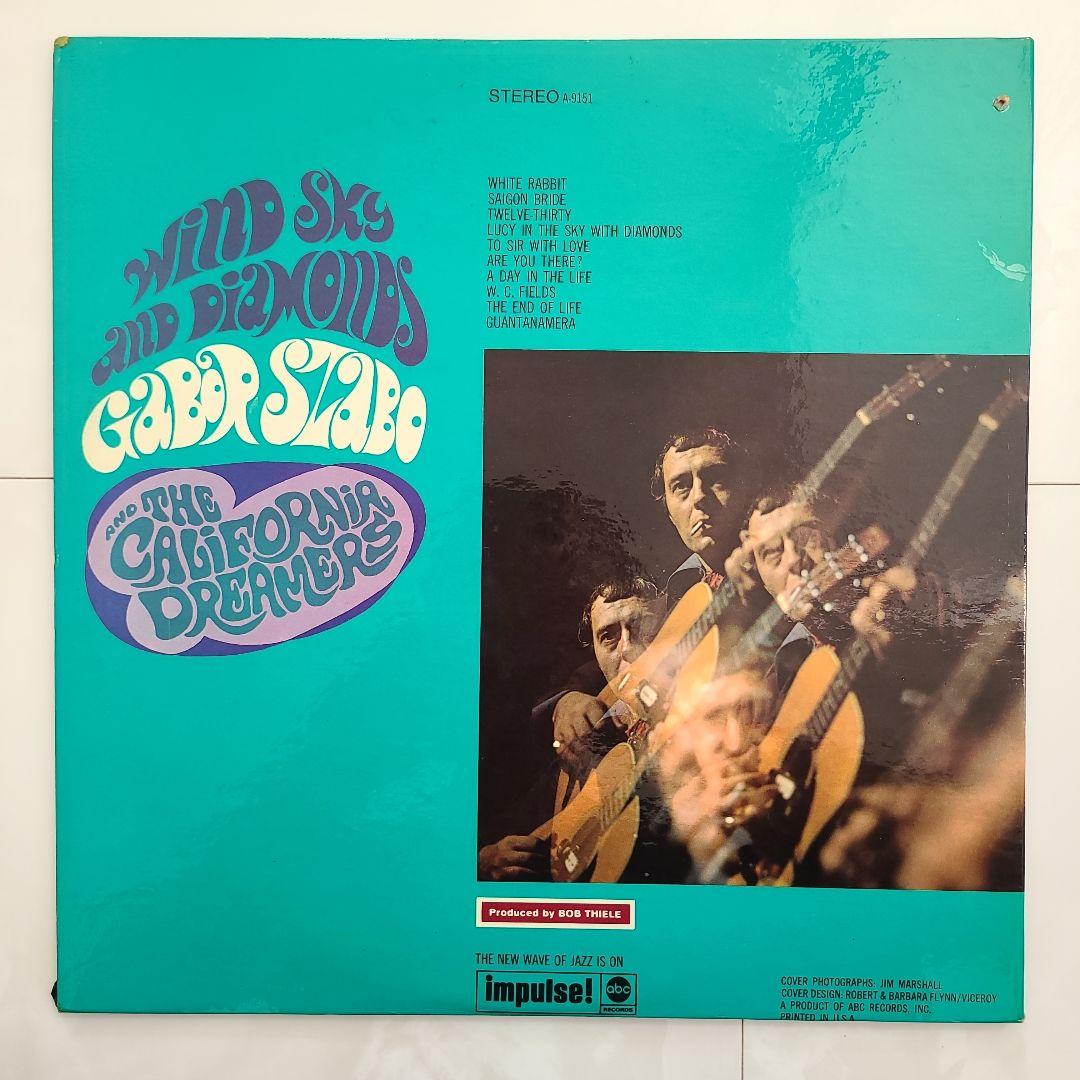 WIND SKY
AND DIAMONDS
GABOR SZABO
AND THE
CALIFORNIA
DREAMERS
STEREO A-9151
WHITE RABBIT
SAIGON BRIDE
TWELVE-THIRTY
LUCY IN THE SKY WITH DIAMONDS
TO SIR WITH LOVE
ARE YOU THERE?
A DAY IN THE LIFE
W. C. FIELDS
THE END OF LIFE
GUANTANAMERA
Produced by BOB THIELE
THE NEW WAVE OF JAZZ IS ON
impulse! abc
RECORDS
COVER PHOTOGRAPHS: JIM MARSHALL
COVER DESIGN: ROBERT & BARBARA FLYNN/VICEROY
A PRODUCT OF ABC RECORDS, INC.
PRINTED IN U.S.A.